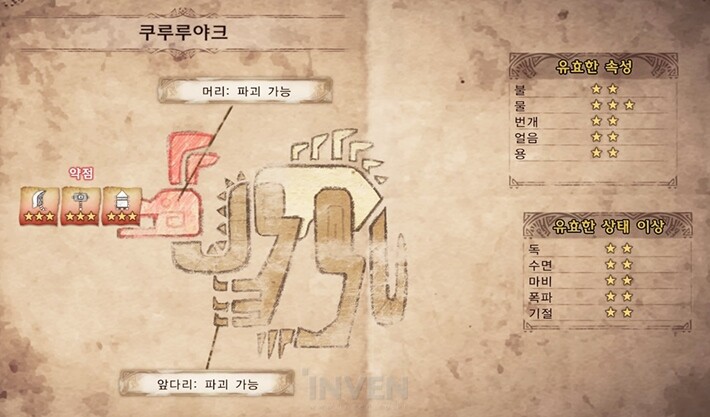 쿠루루야크
머리: 파괴 가능
약점
앞다리: 파괴 가능
유효한 속성
불
물
번개
얼음
용
유효한 상태 이상
독
수면
마비
폭파
기절
INVEN